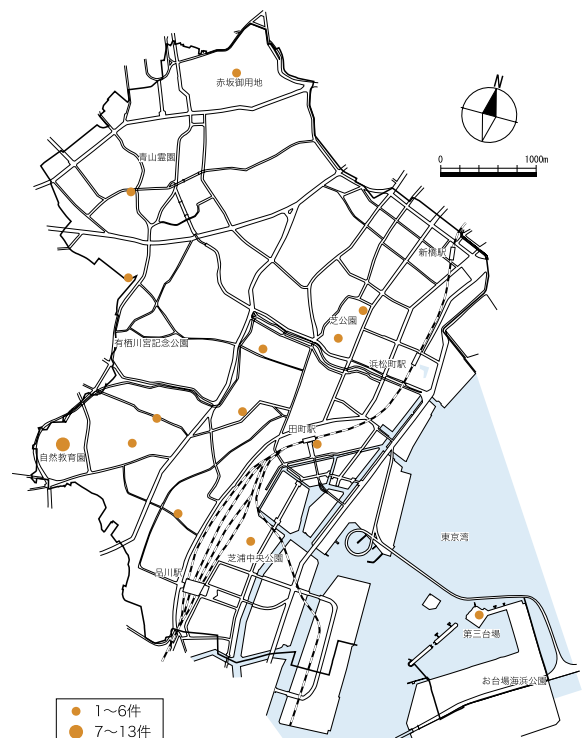 赤坂御用地
N
0 1000m
青山霊園
新橋駅
芝公園
有栖川宮記念公園
浜松町駅
田町駅
自然教育園
東京湾
芝浦中央公園
品川駅
第三台場
お台場海浜公園
1〜6件
7〜13件